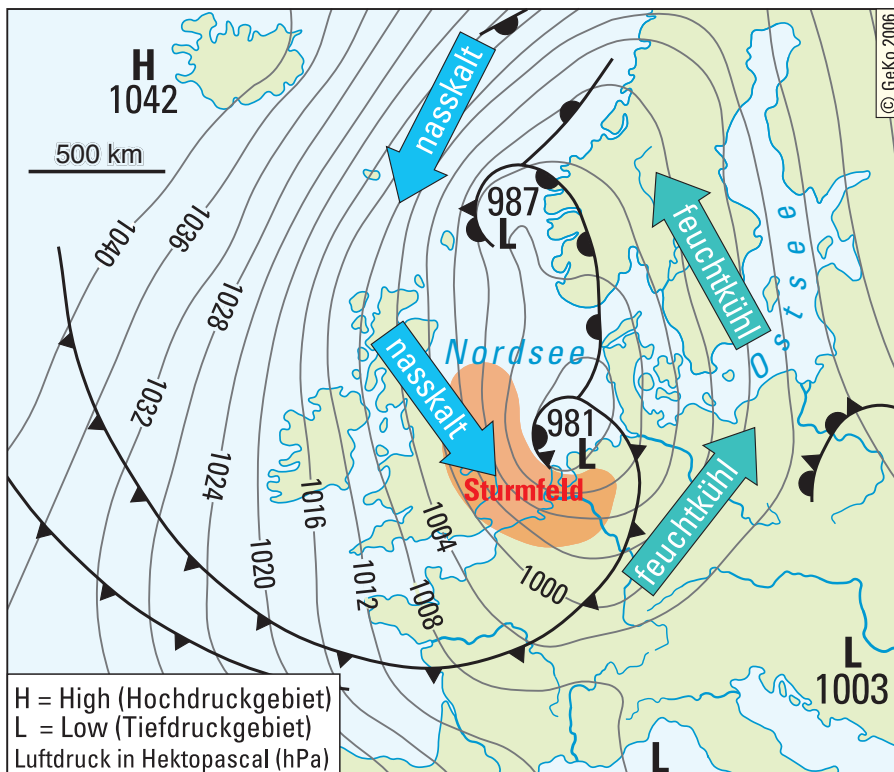 © GeKo 2006
H
1042
500 km
nasskalt
987
L
feuchtkühl
Ostsee
1040
1036
1028
1032
1024
1016
1020
1012
1004
1008
1000
Nordsee
nasskalt
981
L
Sturmfeld
feuchtkühl
L
1003
L
H = High (Hochdruckgebiet)
L = Low (Tiefdruckgebiet)
Luftdruck in Hektopascal (hPa)